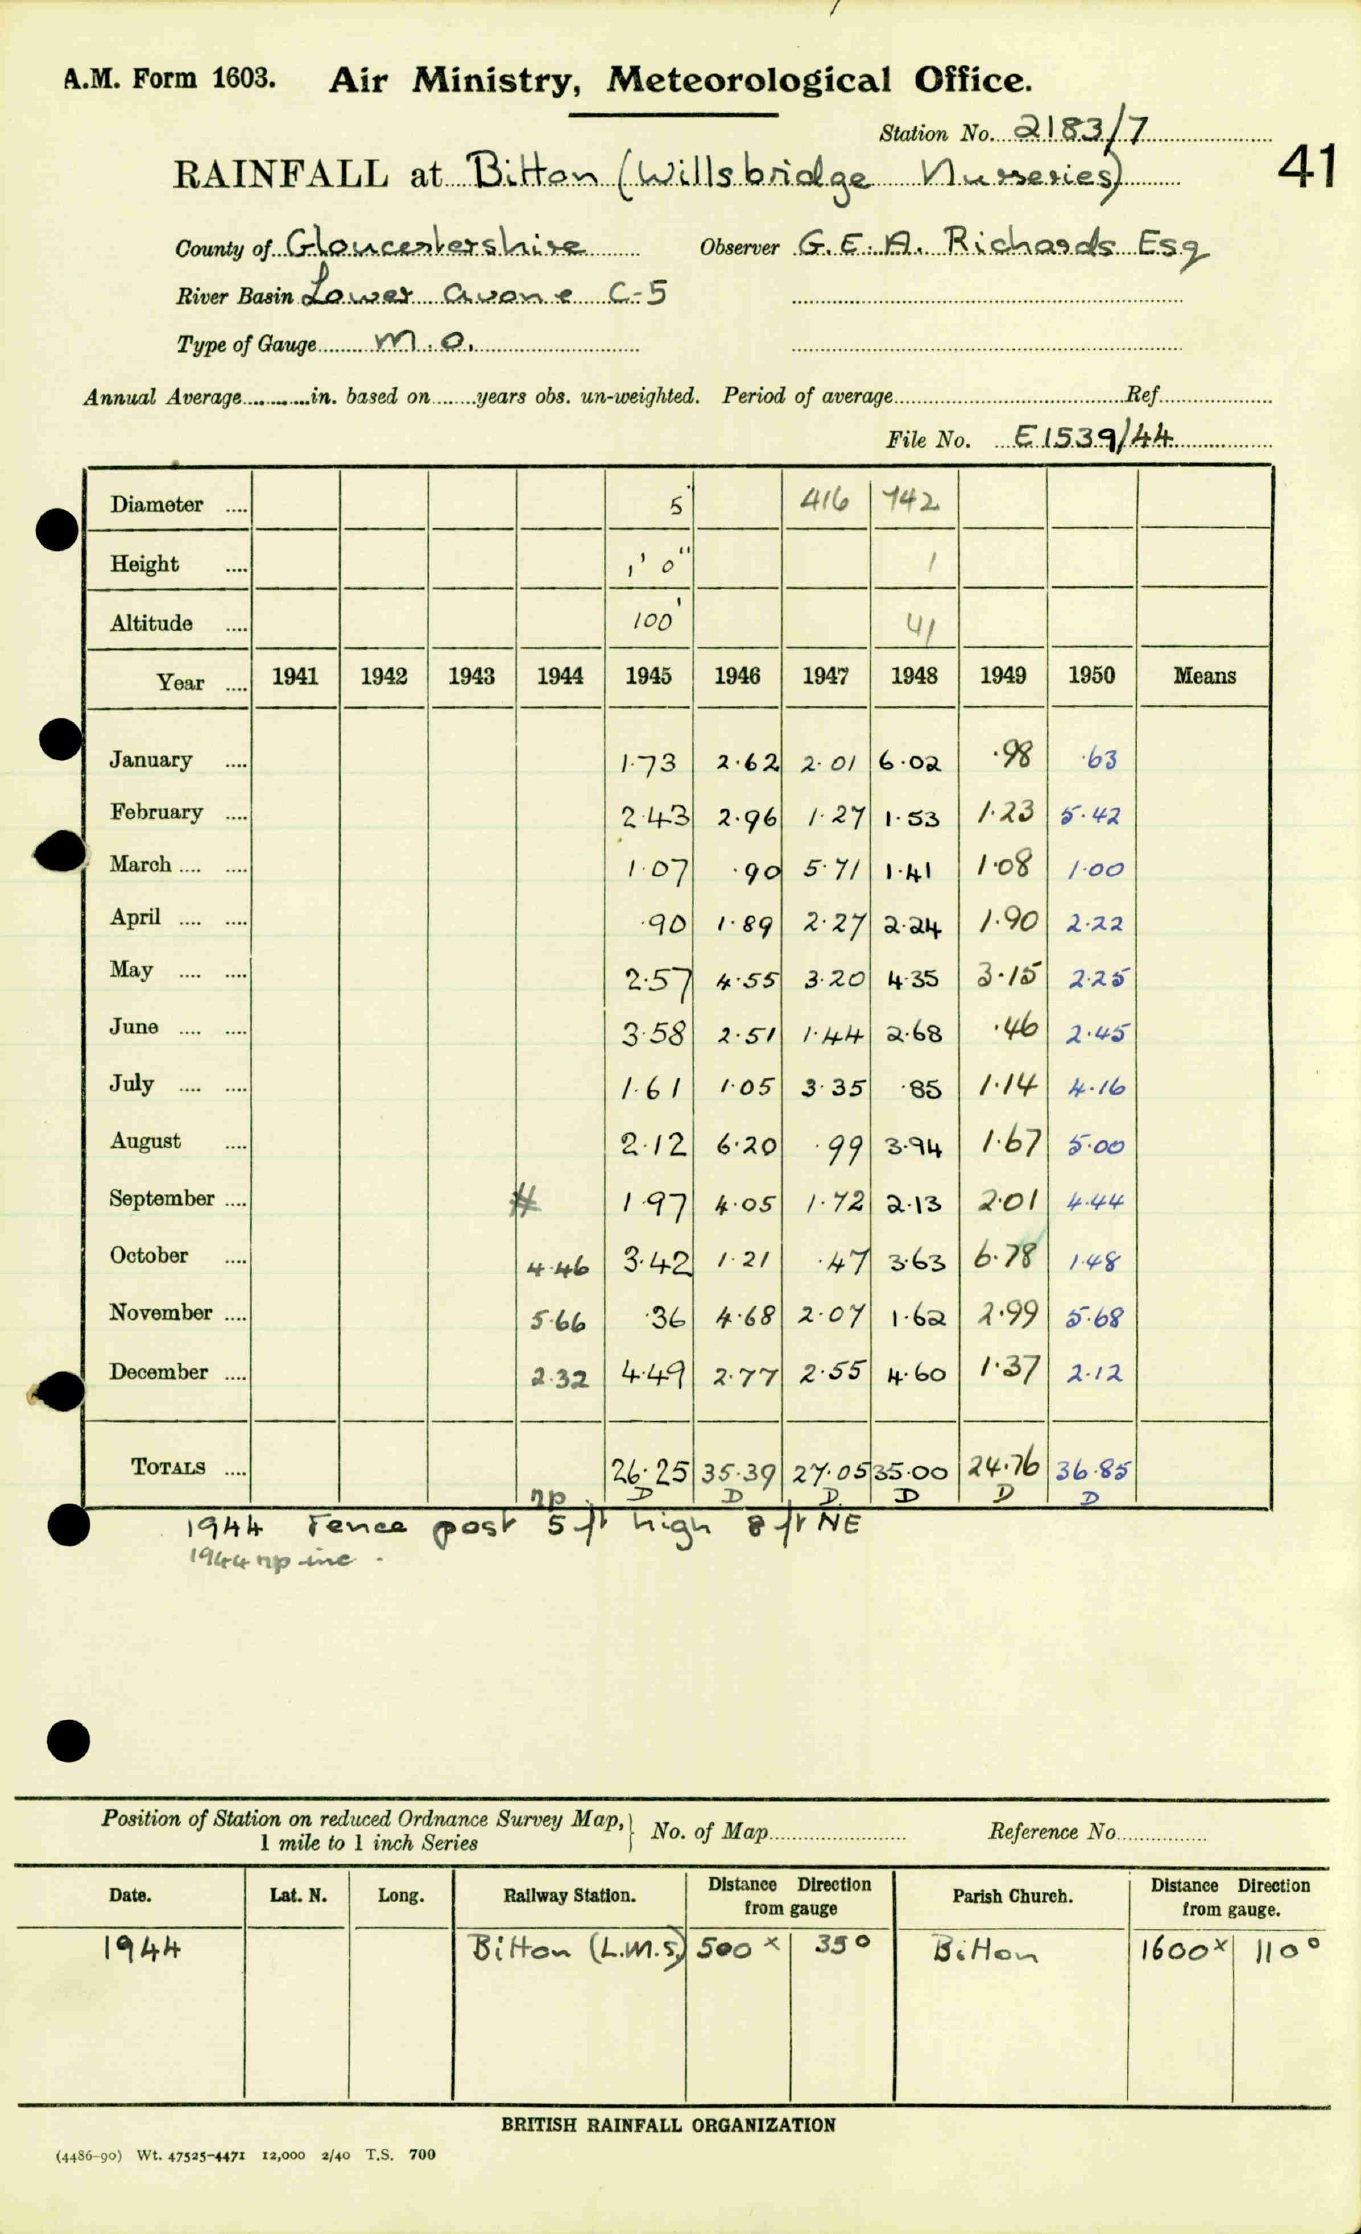 A.M. Form 1603. Air Ministry, Meteorological Office.
Station No. 2183/7
41
RAINFALL at Bitton (Willsbridge Nurseries)
County of Gloucestershire Observer G.E.A. Richards Esq
River Basin Lower Avon e C-5
Type of Gauge M.O.
Annual Average in. based on years obs. un-weighted. Period of average Ref
File No. E1539/44
Diameter 5" 416 742
Height 1' 0" 1
Altitude 100' 41
Year 1941 1942 1943 1944 1945 1946 1947 1948 1949 1950 Means
January 1.73 2.62 2.01 6.02 .98 .63
February 2.43 2.96 1.27 1.53 1.23 5.42
March 1.07 .90 5.71 1.41 1.08 1.00
April .90 1.89 2.27 2.24 1.90 2.22
May 2.57 4.55 3.20 4.35 3.15 2.25
June 3.58 2.51 1.44 2.68 .46 2.45
July 1.61 1.05 3.35 .85 1.14 4.16
August 2.12 6.20 .99 3.94 1.67 5.00
September # 1.97 4.05 1.72 2.13 2.01 4.44
October 4.46 3.42 1.21 .47 3.63 6.78 1.48
November 5.66 .36 4.68 2.07 1.62 2.99 5.68
December 2.32 4.49 2.77 2.55 4.60 1.37 2.12
TOTALS 26.25 35.39 27.05 35.00 24.76 36.85
np D D D D D D
1944 Fence post 5 ft high 8 ft NE
1944 np inc.
Position of Station on reduced Ordnance Survey Map, 1 mile to 1 inch Series No. of Map Reference No.
Date. Lat. N. Long. Railway Station. Distance Direction from gauge Parish Church. Distance Direction from gauge.
1944 Bitton (L.M.S) 500 x 350 Bitton 1600 x 110°
BRITISH RAINFALL ORGANIZATION
(4486-90) Wt. 47525-4471 12,000 2/40 T.S. 700